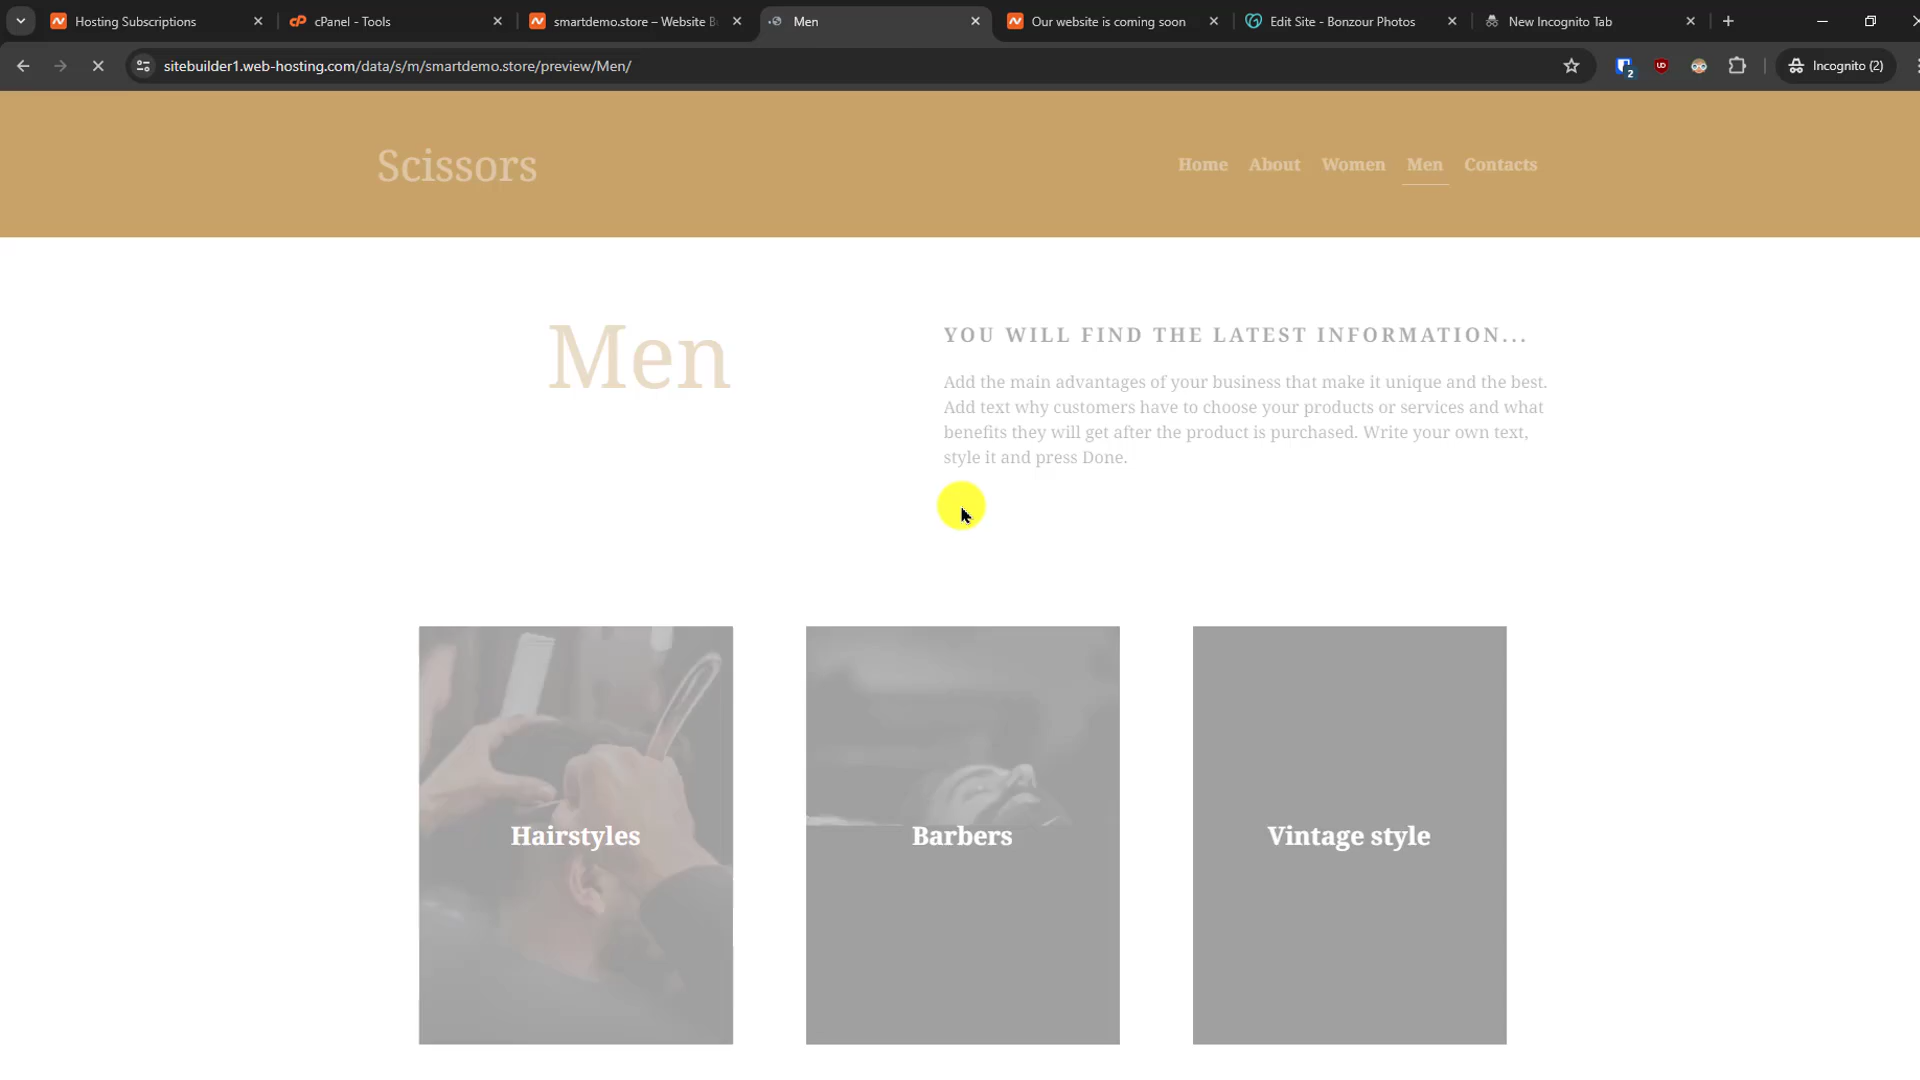 Hosting Subscriptions
cPanel - Tools
smartdemo.store – Website B
Men
Our website is coming soon
Edit Site - Bonzour Photos
New Incognito Tab
sitebuilder1.web-hosting.com/data/s/m/smartdemo.store/preview/Men/
2
UD
Incognito (2)
Scissors
Home
About
Women
Men
Contacts
Men
YOU WILL FIND THE LATEST INFORMATION...
Add the main advantages of your business that make it unique and the best.
Add text why customers have to choose your products or services and what
benefits they will get after the product is purchased. Write your own text,
style it and press Done.
Hairstyles
Barbers
Vintage style